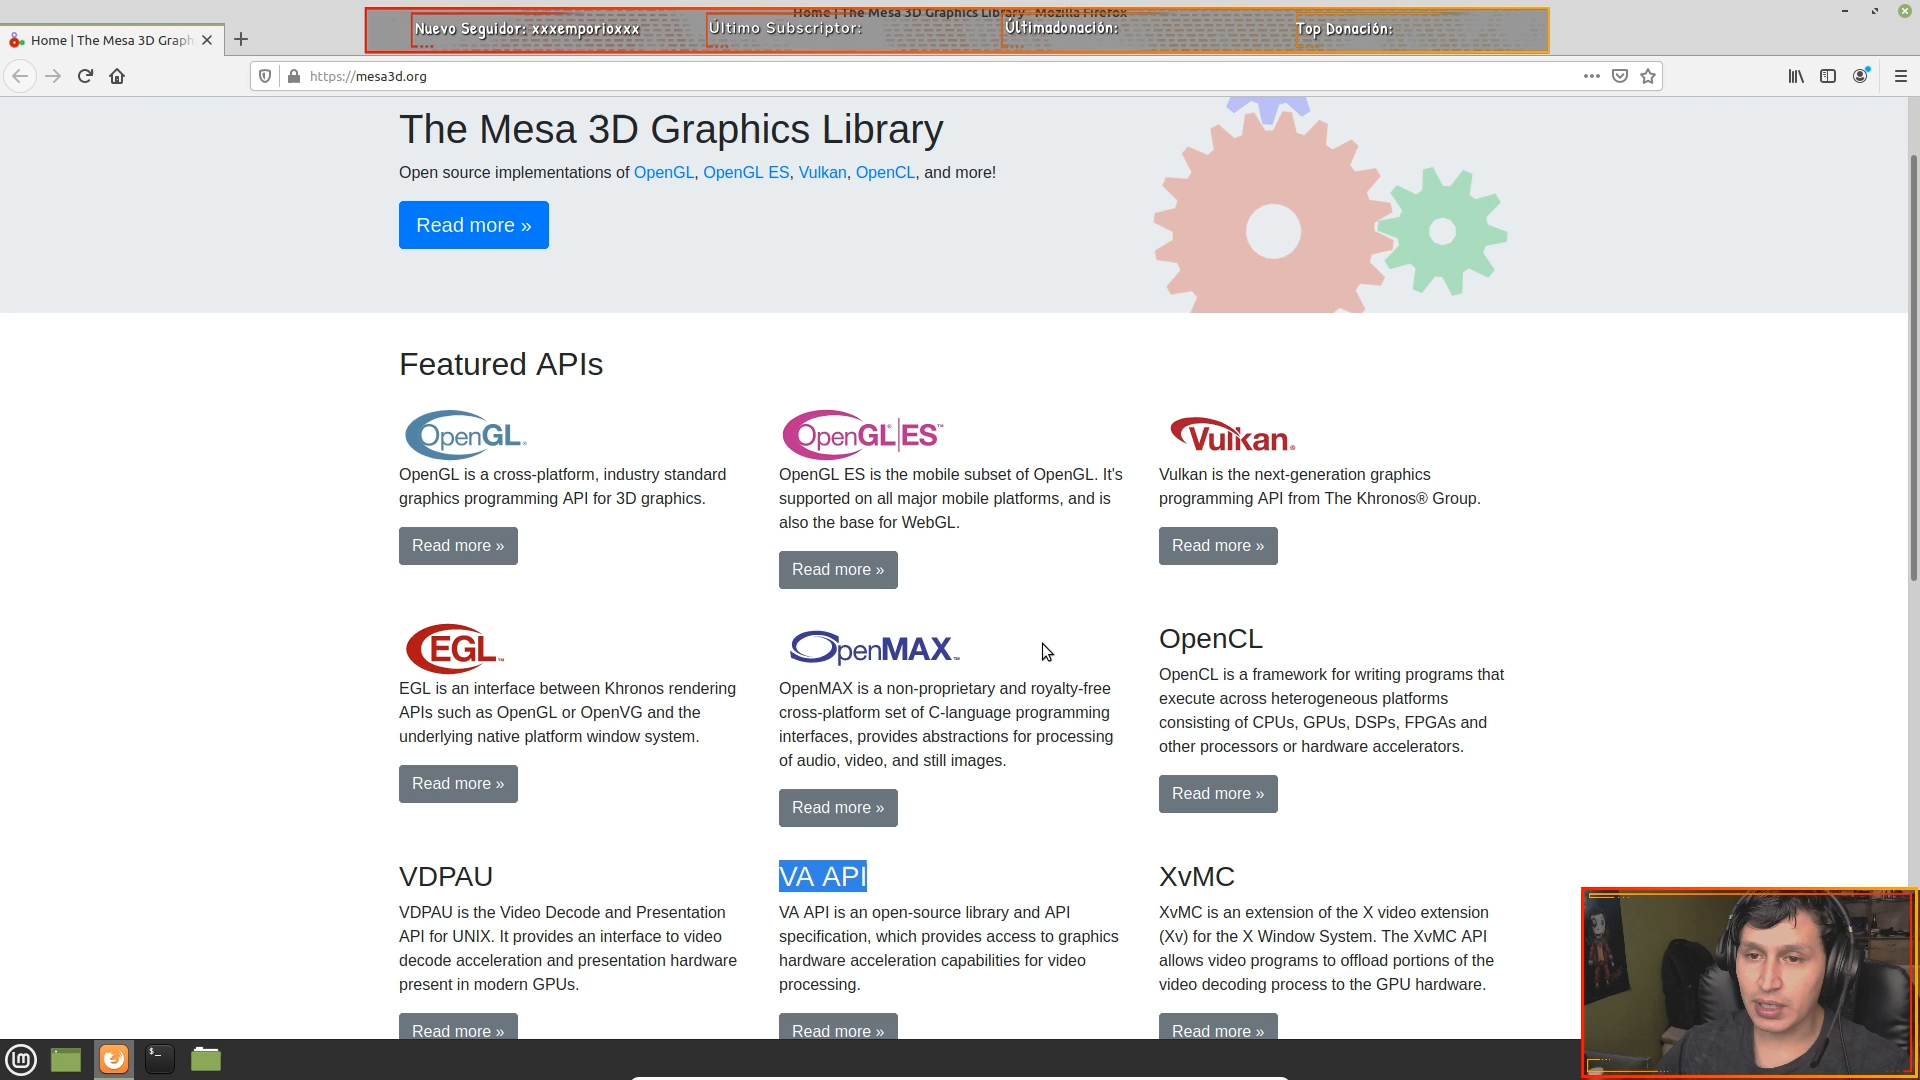 Home | The Mesa 3D Graphics Library - Mozilla Firefox
Nuevo Seguidor: xxxemporioxxx
Último Subscriptor:
Últimadonación:
Top Donación:
Home | The Mesa 3D Graph
https://mesa3d.org
The Mesa 3D Graphics Library
Open source implementations of OpenGL, OpenGL ES, Vulkan, OpenCL, and more!
Read more »
Featured APIs
OpenGL®
OpenGL is a cross-platform, industry standard
graphics programming API for 3D graphics.
Read more »
OpenGL®|ES™
OpenGL ES is the mobile subset of OpenGL. It's
supported on all major mobile platforms, and is
also the base for WebGL.
Read more »
Vulkan®
Vulkan is the next-generation graphics
programming API from The Khronos® Group.
Read more »
EGL™
EGL is an interface between Khronos rendering
APIs such as OpenGL or OpenVG and the
underlying native platform window system.
Read more »
OpenMAX™
OpenMAX is a non-proprietary and royalty-free
cross-platform set of C-language programming
interfaces, provides abstractions for processing
of audio, video, and still images.
Read more »
OpenCL
OpenCL is a framework for writing programs that
execute across heterogeneous platforms
consisting of CPUs, GPUs, DSPs, FPGAs and
other processors or hardware accelerators.
Read more »
VDPAU
VDPAU is the Video Decode and Presentation
API for UNIX. It provides an interface to video
decode acceleration and presentation hardware
present in modern GPUs.
Read more »
VA API
VA API is an open-source library and API
specification, which provides access to graphics
hardware acceleration capabilities for video
processing.
Read more »
XvMC
XvMC is an extension of the X video extension
(Xv) for the X Window System. The XvMC API
allows video programs to offload portions of the
video decoding process to the GPU hardware.
Read more »
$_